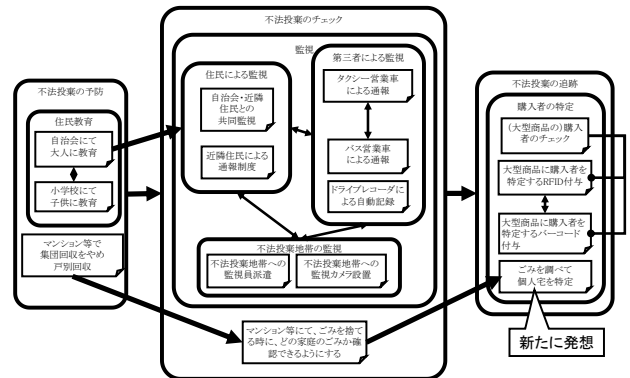 不法投棄のチェック
監視
不法投棄の予防
住民教育
自治会にて
大人に教育
小学校にて
子供に教育
マンション等で
集団回収をやめ
戸別回収
住民による監視
自治会・近隣
住民との
共同監視
近隣住民による
通報制度
第三者による監視
タクシー営業車
による通報
バス営業車
による通報
ドライブレコーダに
よる自動記録
不法投棄地帯の監視
不法投棄地帯への
監視員派遣
不法投棄地帯への
監視カメラ設置
マンション等にて、ごみを捨て
る時に、どの家庭のごみか確
認できるようにする
不法投棄の追跡
購入者の特定
(大型商品の)購入
者のチェック
大型商品に購入者を
特定するRFID付与
大型商品に購入者を
特定するバーコード
付与
ごみを調べて
個人宅を特定
新たに発想